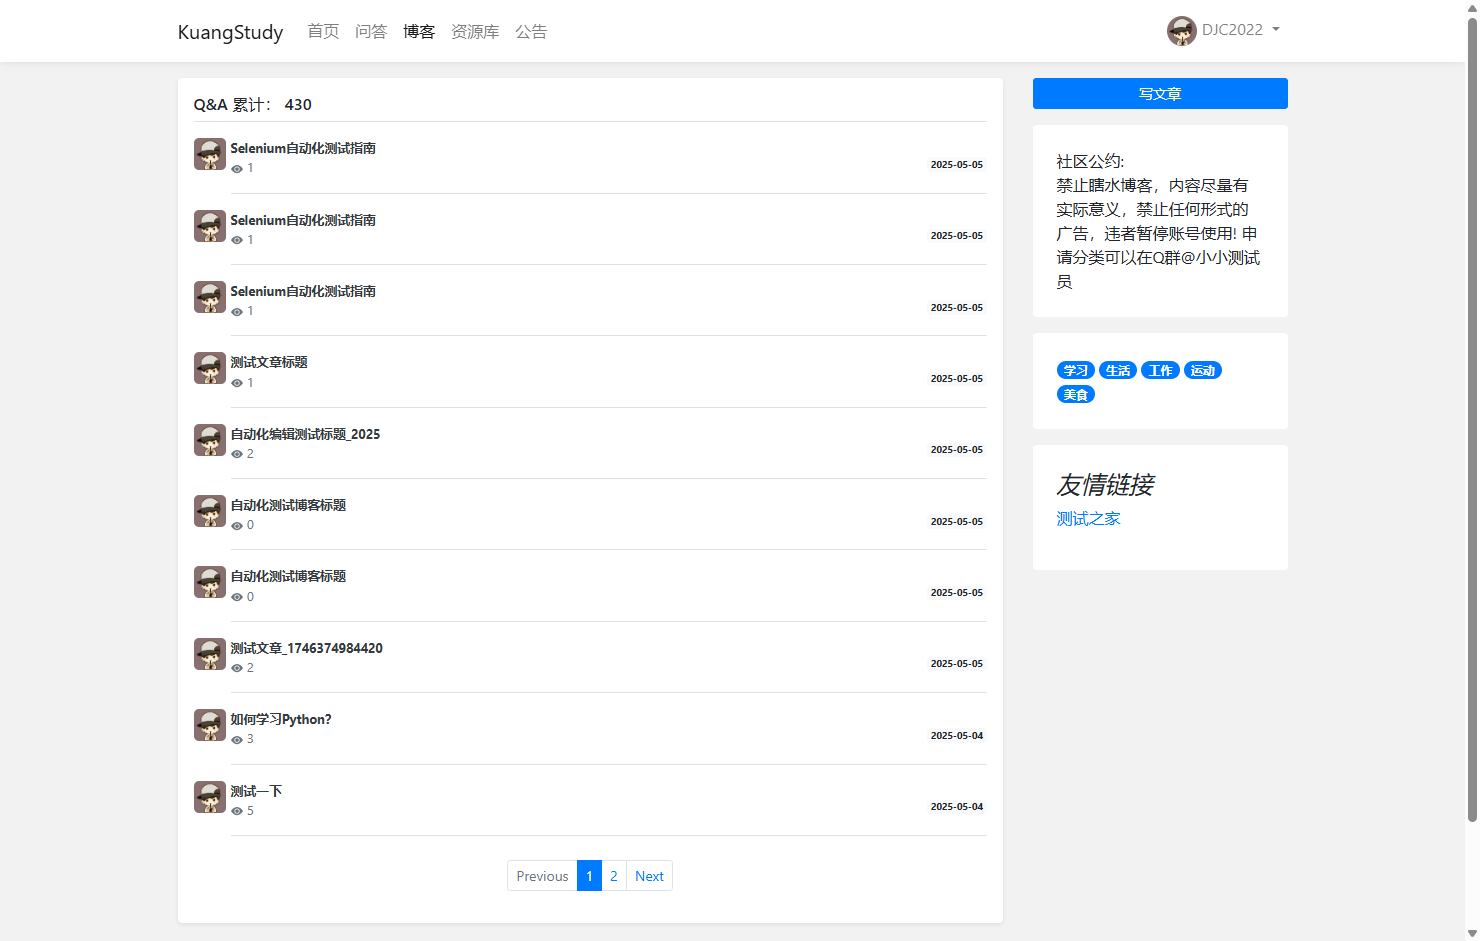 KuangStudy 首页 问答 博客 资源库 公告 DJC2022
Q&A 累计： 430
Selenium自动化测试指南
1
2025-05-05
Selenium自动化测试指南
1
2025-05-05
Selenium自动化测试指南
1
2025-05-05
测试文章标题
1
2025-05-05
自动化编辑测试标题_2025
2
2025-05-05
自动化测试博客标题
0
2025-05-05
自动化测试博客标题
0
2025-05-05
测试文章_1746374984420
2
2025-05-05
如何学习Python?
3
2025-05-04
测试一下
5
2025-05-04
Previous 1 2 Next
写文章
社区公约:
禁止瞎水博客，内容尽量有
实际意义，禁止任何形式的
广告，违者暂停账号使用! 申
请分类可以在Q群@小小测试
员
学习 生活 工作 运动
美食
友情链接
测试之家